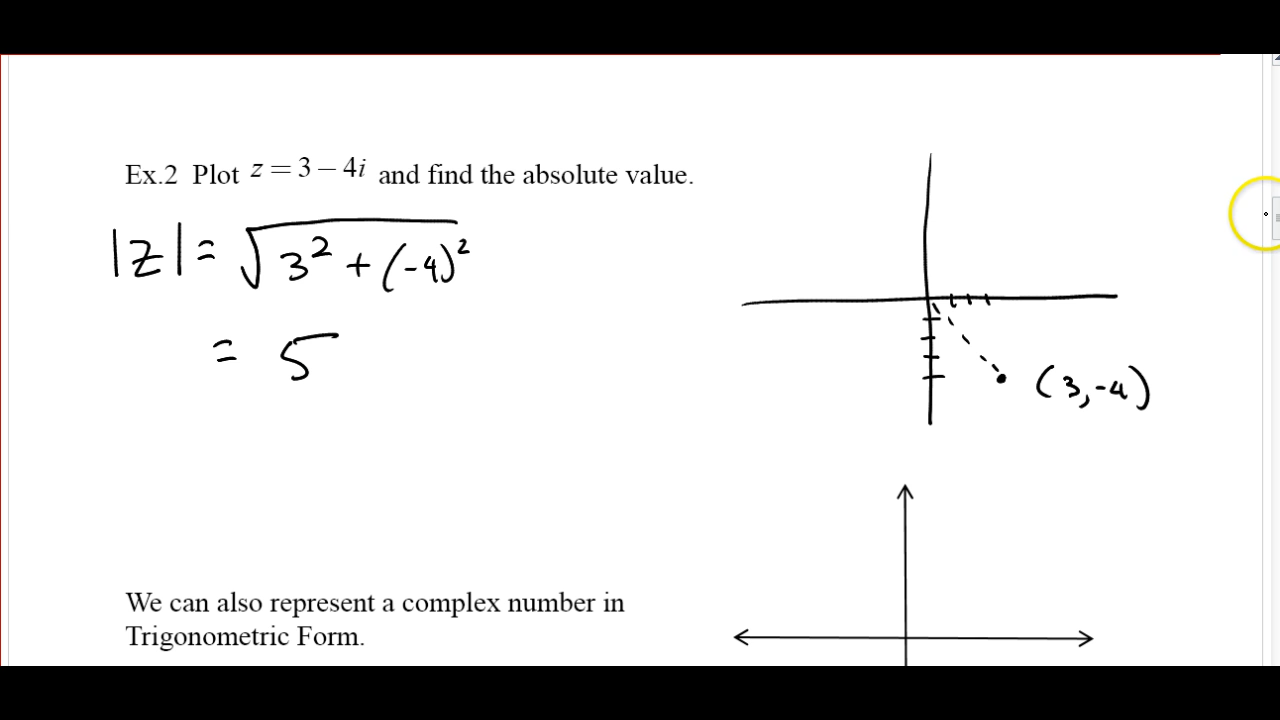 Ex.2 Plot z = 3 − 4i and find the absolute value.
|z| = √(3² + (-4)²)
= 5
(3,-4)
We can also represent a complex number in
Trigonometric Form.